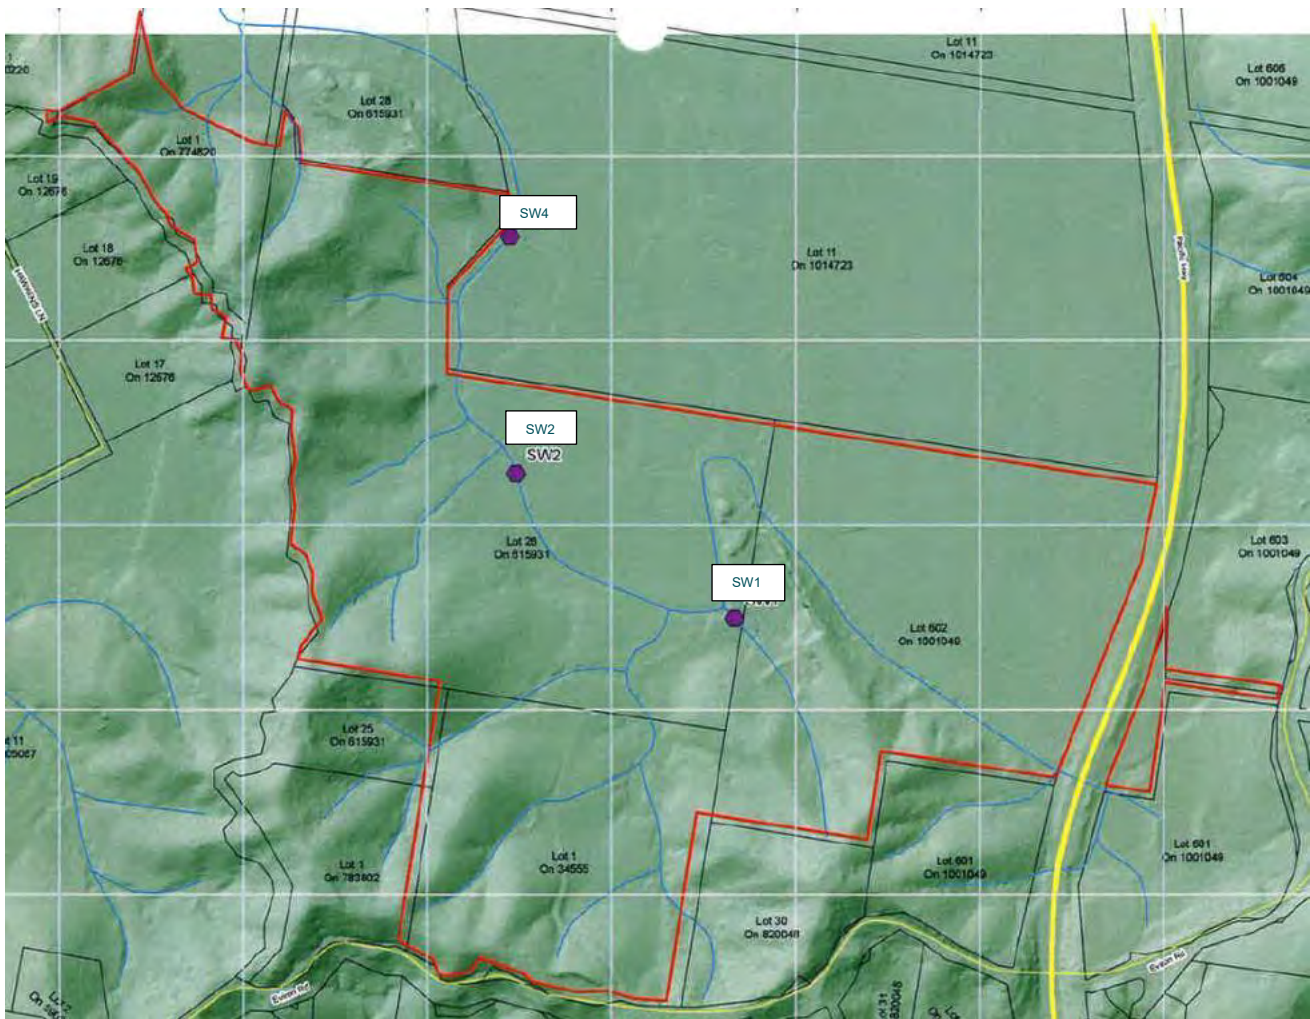 Lot 11
On 1014723
Lot 606
On 1001049
Lot 28
On 615931
Lot 1
On 774820
Lot 19
On 12676
SW4
Lot 18
On 12676
Lot 11
On 1014723
Pacific Hwy
Lot 604
On 1001049
Lot 17
On 12676
SW2
SW2
Lot 28
On 615931
Lot 603
On 1001049
SW1
Lot 602
On 1001049
Lot 25
On 615931
Lot 1
On 783802
Lot 1
On 34555
Lot 601
On 1001049
Lot 601
On 1001049
Lot 30
On 820048
Eviron Rd
Eviron Rd
Lot 31
820048